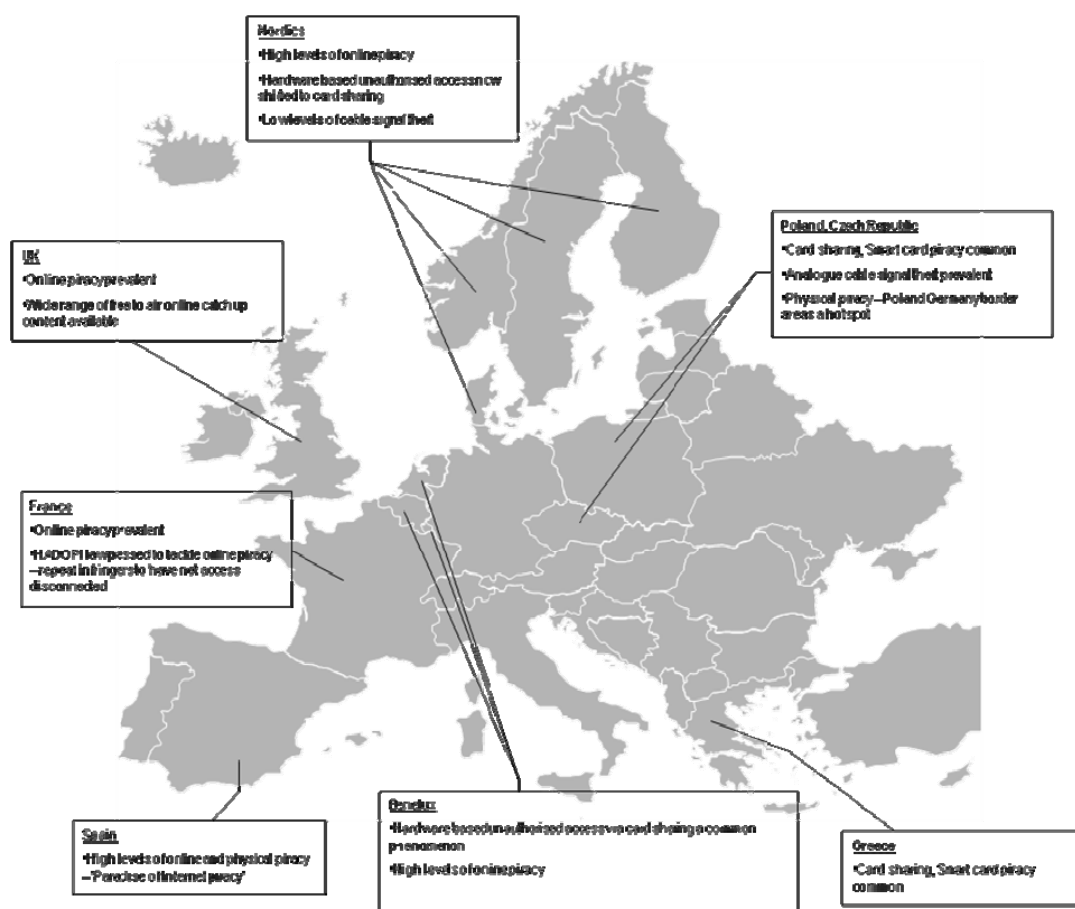 Nordics
•High levels of online piracy
•Hardware based unauthorised access now
shifted to card sharing
•Low levels of cable signal theft
UK
•Online piracy prevalent
•Wide range of free to air online catch up
content available
Poland, Czech Republic
•Card sharing, Smart card piracy common
•Analogue cable signal theft prevalent
•Physical piracy – Poland Germany border
areas a hotspot
France
•Online piracy prevalent
•HADOPI law passed to tackle online piracy
– repeat infringers to have net access
disconnected
Spain
•High levels of online and physical piracy
– 'Paradise of internet piracy'
Benelux
•Hardware based unauthorised access via card sharing a common
phenomenon
•High levels of online piracy
Greece
•Card sharing, Smart card piracy
common